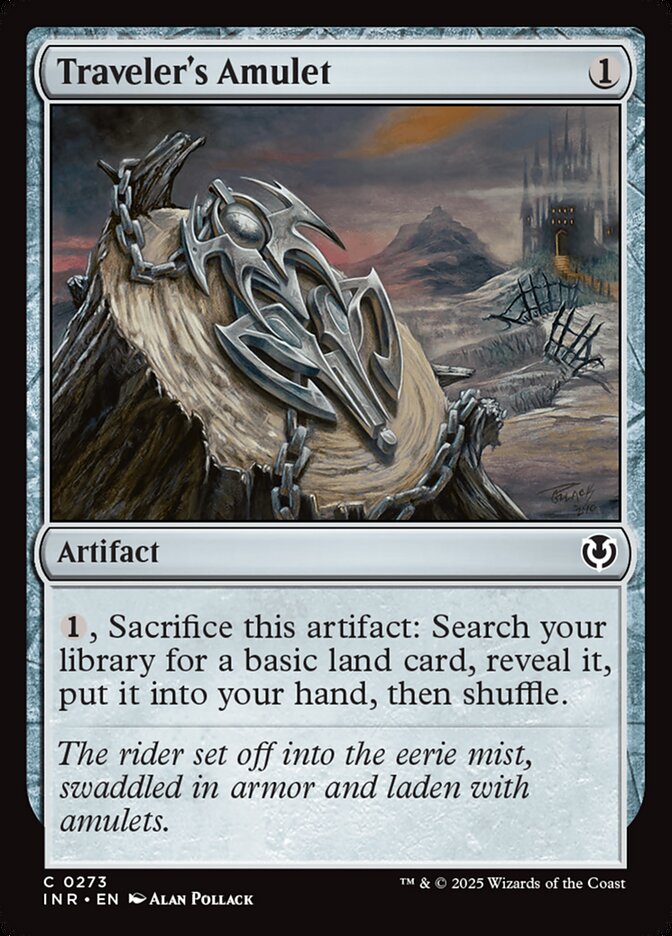 Traveler's Amulet
1
Artifact
1, Sacrifice this artifact: Search your
library for a basic land card, reveal it,
put it into your hand, then shuffle.
The rider set off into the eerie mist,
swaddled in armor and laden with
amulets.
C 0273
INR • EN Alan Pollack
™ & © 2025 Wizards of the Coast